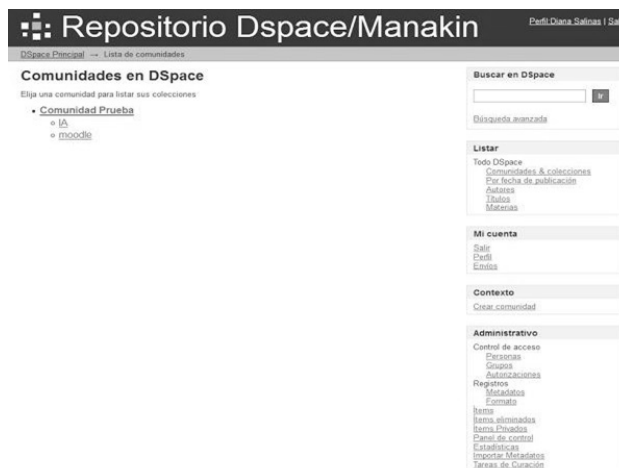 Repositorio Dspace/Manakin
Perfil:Diana Salinas |
DSpace Principal → Lista de comunidades
Comunidades en DSpace
Elija una comunidad para listar sus colecciones
Comunidad Prueba
IA
moodle
Buscar en DSpace
Ir
Búsqueda avanzada
Listar
Todo DSpace
Comunidades & colecciones
Por fecha de publicación
Autores
Títulos
Materias
Mi cuenta
Salir
Perfil
Envíos
Contexto
Crear comunidad
Administrativo
Control de acceso
Personas
Grupos
Autorizaciones
Registros
Metadatos
Formato
Ítems
Ítems eliminados
Ítems Privados
Panel de control
Estadísticas
Importar Metadatos
Tareas de Curación